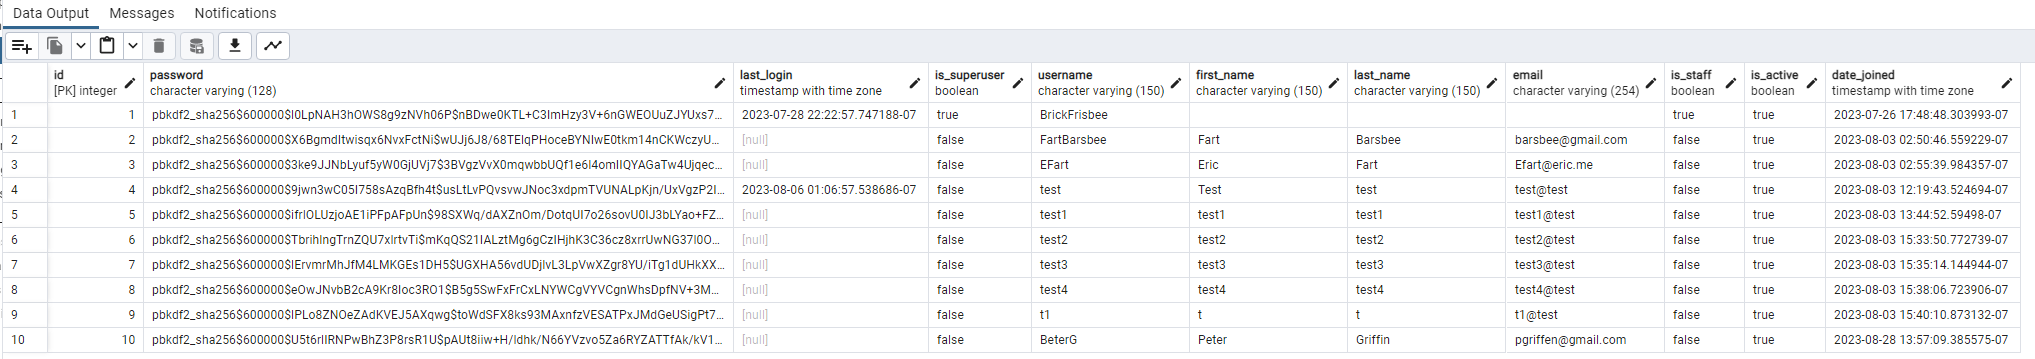 Data Output Messages Notifications
id password last_login is_superuser username first_name last_name email is_staff is_active date_joined
[PK] integer character varying (128) timestamp with time zone boolean character varying (150) character varying (150) character varying (150) character varying (254) boolean boolean timestamp with time zone
1 1 pbkdf2_sha256$600000$I0LpNAH3hOWS8g9zNVh06P$nBDwe0KTL+C3ImHzy3V+6nGWEOUuZJYUxs7... 2023-07-28 22:22:57.747188-07 true BrickFrisbee true true 2023-07-26 17:48:48.303993-07
2 2 pbkdf2_sha256$600000$X6BgmdItwisqx6NvxFctNi$wUJj6J8/68TEIqPHoceBYNIwE0tkm14nCKWczyU... [null] false FartBarsbee Fart Barsbee barsbee@gmail.com false true 2023-08-03 02:50:46.559229-07
3 3 pbkdf2_sha256$600000$3ke9JJNbLyuf5yW0GjUVj7$3BVgzVvX0mqwbbUQf1e6I4omIIQYAGaTw4Ujqec... [null] false EFart Eric Fart Efart@eric.me false true 2023-08-03 02:55:39.984357-07
4 4 pbkdf2_sha256$600000$9jwn3wC05I758sAzqBfh4t$usLtLvPQvsvwJNoc3xdpmTVUNALpKjn/UxVgzP2I... 2023-08-06 01:06:57.538686-07 false test Test test test@test false true 2023-08-03 12:19:43.524694-07
5 5 pbkdf2_sha256$600000$ifrIOLUzjoAE1iPFpAFpUn$98SXWq/dAXZnOm/DotqUI7o26sovU0IJ3bLYao+FZ... [null] false test1 test1 test1 test1@test false true 2023-08-03 13:44:52.59498-07
6 6 pbkdf2_sha256$600000$TbrihIngTrnZQU7xIrtvTi$mKqQS21IALztMg6gCzIHjhK3C36cz8xrrUwNG37I0O... [null] false test2 test2 test2 test2@test false true 2023-08-03 15:33:50.772739-07
7 7 pbkdf2_sha256$600000$IErvmrMhJfM4LMKGEs1DH5$UGXHA56vdUDjIvL3LpVwXZgr8YU/iTg1dUHkXX... [null] false test3 test3 test3 test3@test false true 2023-08-03 15:35:14.144944-07
8 8 pbkdf2_sha256$600000$eOwJNvbB2cA9Kr8Ioc3RO1$B5g5SwFxFrCxLNYWCgVYVCgnWhsDpfNV+3M... [null] false test4 test4 test4 test4@test false true 2023-08-03 15:38:06.723906-07
9 9 pbkdf2_sha256$600000$IPLo8ZNOeZAdKVEJ5AXqwg$toWdSFX8ks93MAxnfzVESATPxJMdGeUSigPt7... [null] false t1 t t t1@test false true 2023-08-03 15:40:10.873132-07
10 10 pbkdf2_sha256$600000$U5t6rIIRNPwBhZ3P8rsR1U$pAUt8iiw+H/Idhk/N66YVzvo5Za6RYZATTfAk/kV1... [null] false BeterG Peter Griffin pgriffen@gmail.com false true 2023-08-28 13:57:09.385575-07